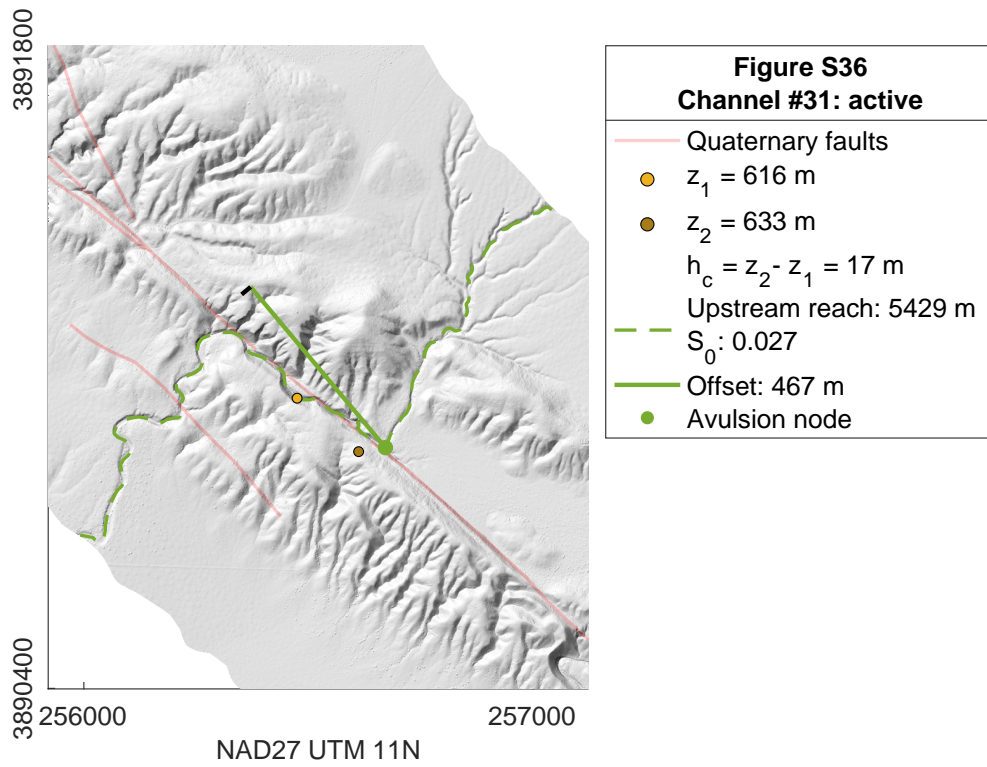 3891800
3890400
256000
257000
NAD27 UTM 11N
Figure S36
Channel #31: active
Quaternary faults
z1 = 616 m
z2 = 633 m
hc = z2- z1 = 17 m
Upstream reach: 5429 m
S0: 0.027
Offset: 467 m
Avulsion node